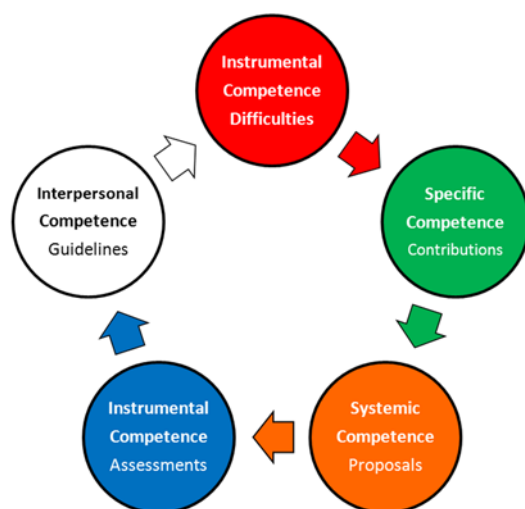 Instrumental
Competence
Difficulties
Specific
Competence
Contributions
Systemic
Competence
Proposals
Instrumental
Competence
Assessments
Interpersonal
Competence
Guidelines